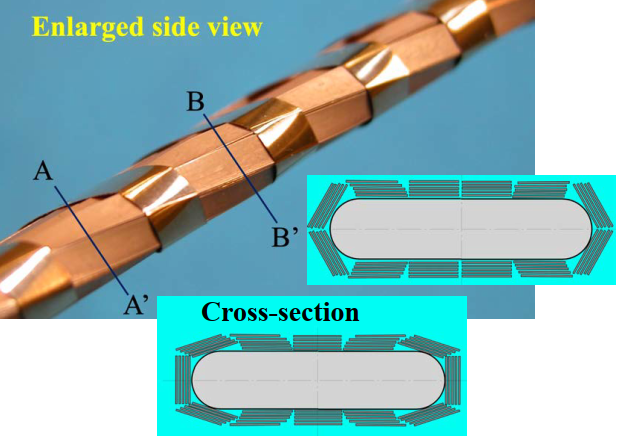 Enlarged side view
B
A
B'
A'
Cross-section